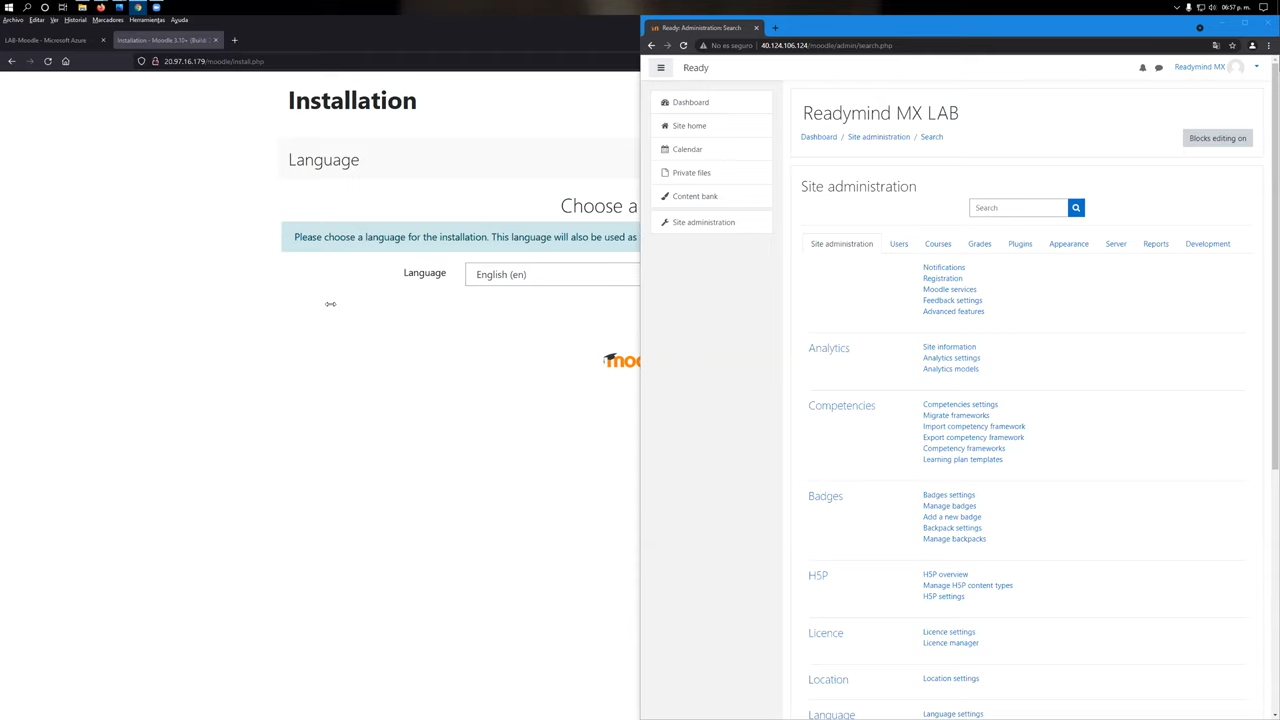 06:57 p.m.
Archivo Editar Ver Historial Marcadores Herramientas Ayuda
LAB-Moodle - Microsoft Azure
Installation - Moodle 3.10+ (Build:
20.97.16.179/moodle/install.php
Installation
Language
Choose a
Please choose a language for the installation. This language will also be used as
Language
English (en)
moo
Ready: Administration: Search
No es seguro
40.124.106.124/moodle/admin/search.php
Ready
Readymind MX
Dashboard
Site home
Calendar
Private files
Content bank
Site administration
Readymind MX LAB
Dashboard / Site administration / Search
Blocks editing on
Site administration
Search
Site administration Users Courses Grades Plugins Appearance Server Reports Development
Notifications
Registration
Moodle services
Feedback settings
Advanced features
Analytics
Site information
Analytics settings
Analytics models
Competencies
Competencies settings
Migrate frameworks
Import competency framework
Export competency framework
Competency frameworks
Learning plan templates
Badges
Badges settings
Manage badges
Add a new badge
Backpack settings
Manage backpacks
H5P
H5P overview
Manage H5P content types
H5P settings
Licence
Licence settings
Licence manager
Location
Location settings
Language
Language settings